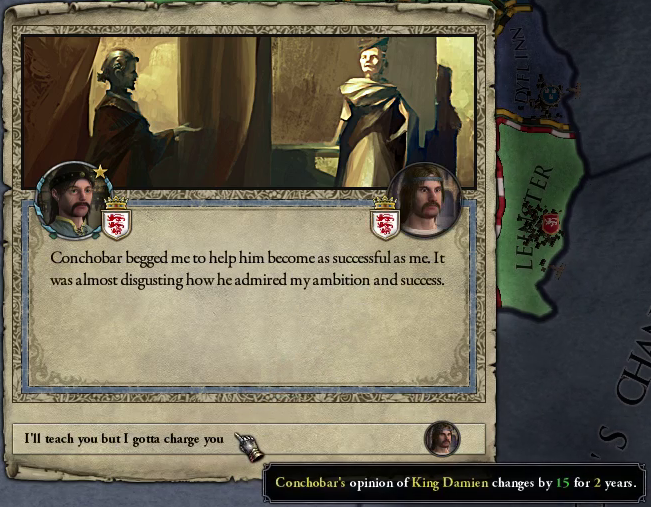 DYFLINN
LEINSTER
Conchobar begged me to help him become as successful as me. It
was almost disgusting how he admired my ambition and success.
'S CHAN
I'll teach you but I gotta charge you
Conchobar's opinion of King Damien changes by 15 for 2 years.